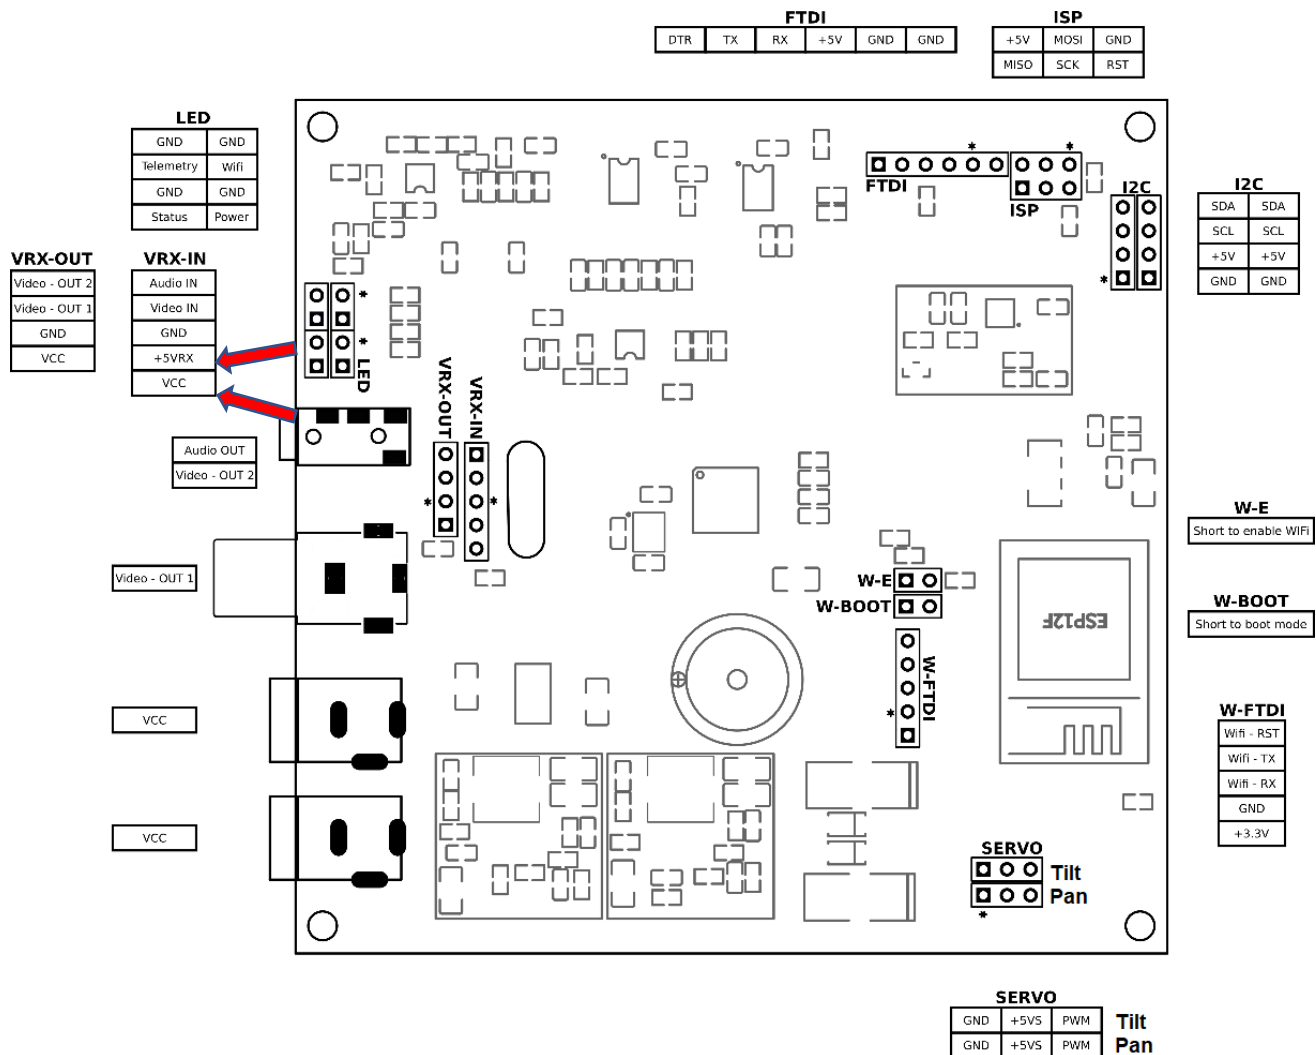 FTDI
DTR TX RX +5V GND GND
ISP
+5V MOSI GND
MISO SCK RST
LED
GND GND
Telemetry Wifi
GND GND
Status Power
VRX-OUT
Video - OUT 2
Video - OUT 1
GND
VCC
VRX-IN
Audio IN
Video IN
GND
+5VRX
VCC
Audio OUT
Video - OUT 2
Video - OUT 1
VCC
VCC
FTDI
ISP
I2C
I2C
SDA SDA
SCL SCL
+5V +5V
GND GND
LED
VRX-OUT
VRX-IN
W-E
W-BOOT
W-FTDI
ESP12F
W-E
Short to enable WIFi
W-BOOT
Short to boot mode
W-FTDI
Wifi - RST
Wifi - TX
Wifi - RX
GND
+3.3V
SERVO
Tilt
Pan
SERVO
GND +5VS PWM Tilt
GND +5VS PWM Pan